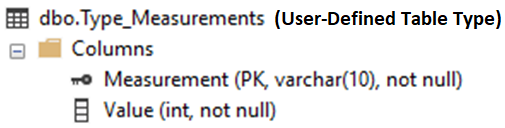 dbo.Type_Measurements (User-Defined Table Type)
Columns
Measurement (PK, varchar(10), not null)
Value (int, not null)